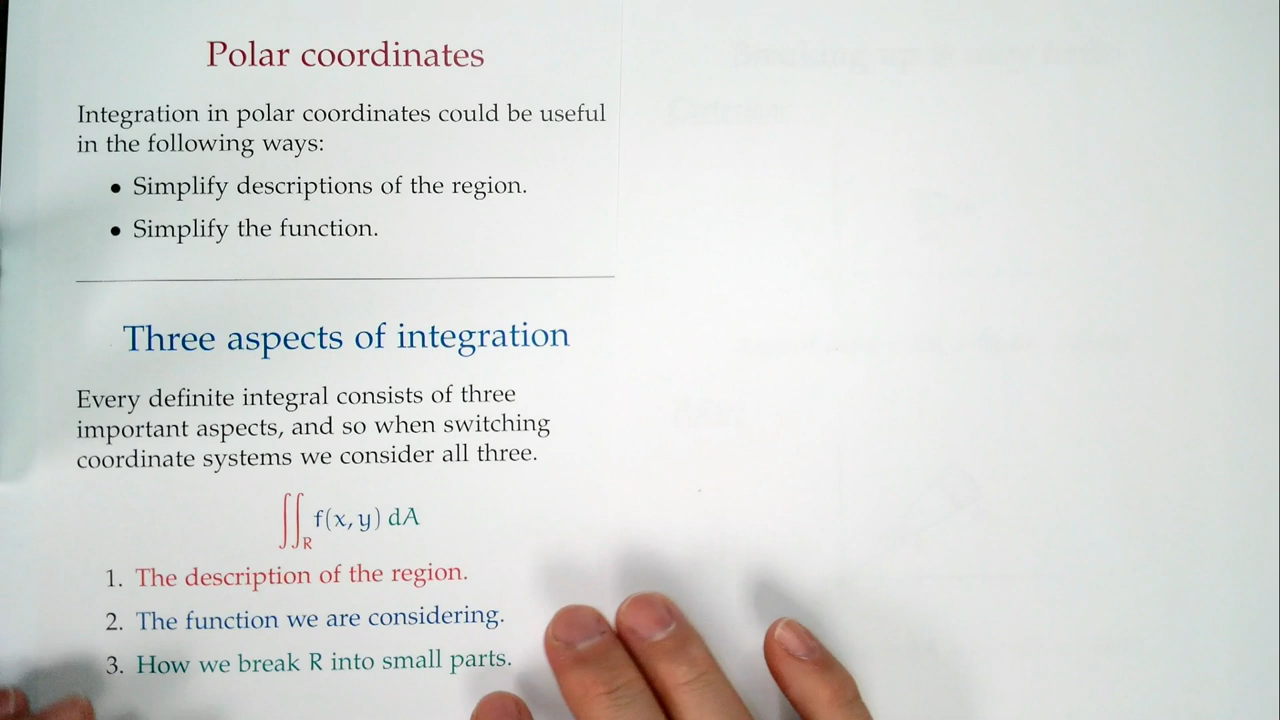 Polar coordinates
Integration in polar coordinates could be useful
in the following ways:
• Simplify descriptions of the region.
• Simplify the function.
Three aspects of integration
Every definite integral consists of three
important aspects, and so when switching
coordinate systems we consider all three.
∬_R f(x, y) dA
1. The description of the region.
2. The function we are considering.
3. How we break R into small parts.